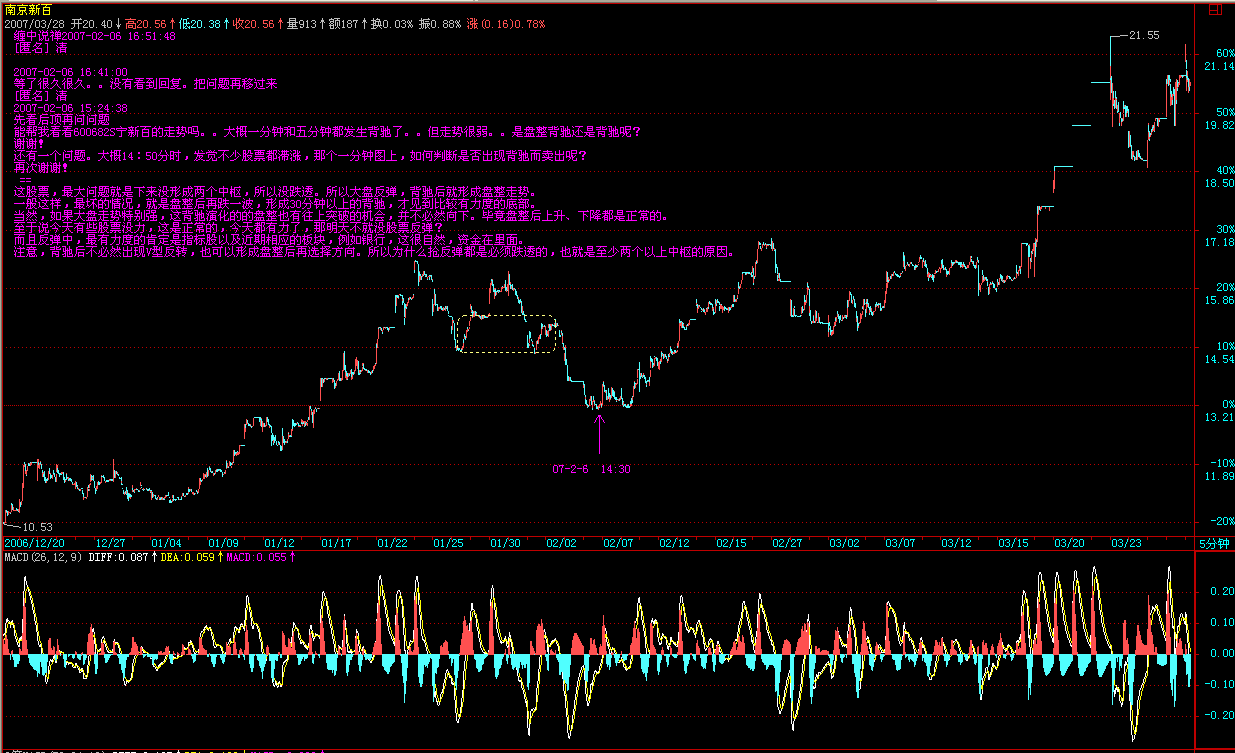 南京新百
2007/03/28 开20.40↓高20.56↑低20.38↑收20.56↑量913↑额187↑换0.03% 振0.88% 涨(0.16)0.78%
缠中说禅2007-02-06 16:51:48
[匿名] 清
2007-02-06 16:41:00
等了很久很久。。没有看到回复。把问题再移过来
[匿名] 清
2007-02-06 15:24:38
先看后顶再问问题
能帮我看看600682S宁新百的走势吗。。大概一分钟和五分钟都发生背驰了。。但走势很弱。。是盘整背驰还是背驰呢？
谢谢！
还有一个问题。大概14：50分时，发觉不少股票都滞涨，那个一分钟图上，如何判断是否出现背驰而卖出呢？
再次谢谢！
==
这股票，最大问题就是下来没形成两个中枢，所以没跌透。所以大盘反弹，背驰后就形成盘整走势。
一般这样，最坏的情况，就是盘整后再跌一波，形成30分钟以上的背驰，才见到比较有力度的底部。
当然，如果大盘走势特别强，这背驰演化的的盘整也有往上突破的机会，并不必然向下。毕竟盘整后上升、下降都是正常的。
至于说今天有些股票没力，这是正常的，今天都有力了，那明天不就没股票反弹？
而且反弹中，最有力度的肯定是指标股以及近期相应的板块，例如银行，这很自然，资金在里面。
注意，背驰后不必然出现V型反转，也可以形成盘整后再选择方向。所以为什么抢反弹都是必须跌透的，也就是至少两个以上中枢的原因。
21.55
60%
21.14
50%
19.82
40%
18.50
30%
17.18
20%
15.86
10%
14.54
0%
13.21
07-2-6 14:30
-10%
11.89
-20%
10.53
2006/12/20 12/27 01/04 01/09 01/12 01/17 01/22 01/25 01/30 02/02 02/07 02/12 02/15 02/27 03/02 03/07 03/12 03/15 03/20 03/23 5分钟
MACD(26,12,9) DIFF:0.087↑DEA:0.059↑MACD:0.055↑
0.20
0.10
0.00
-0.10
-0.20